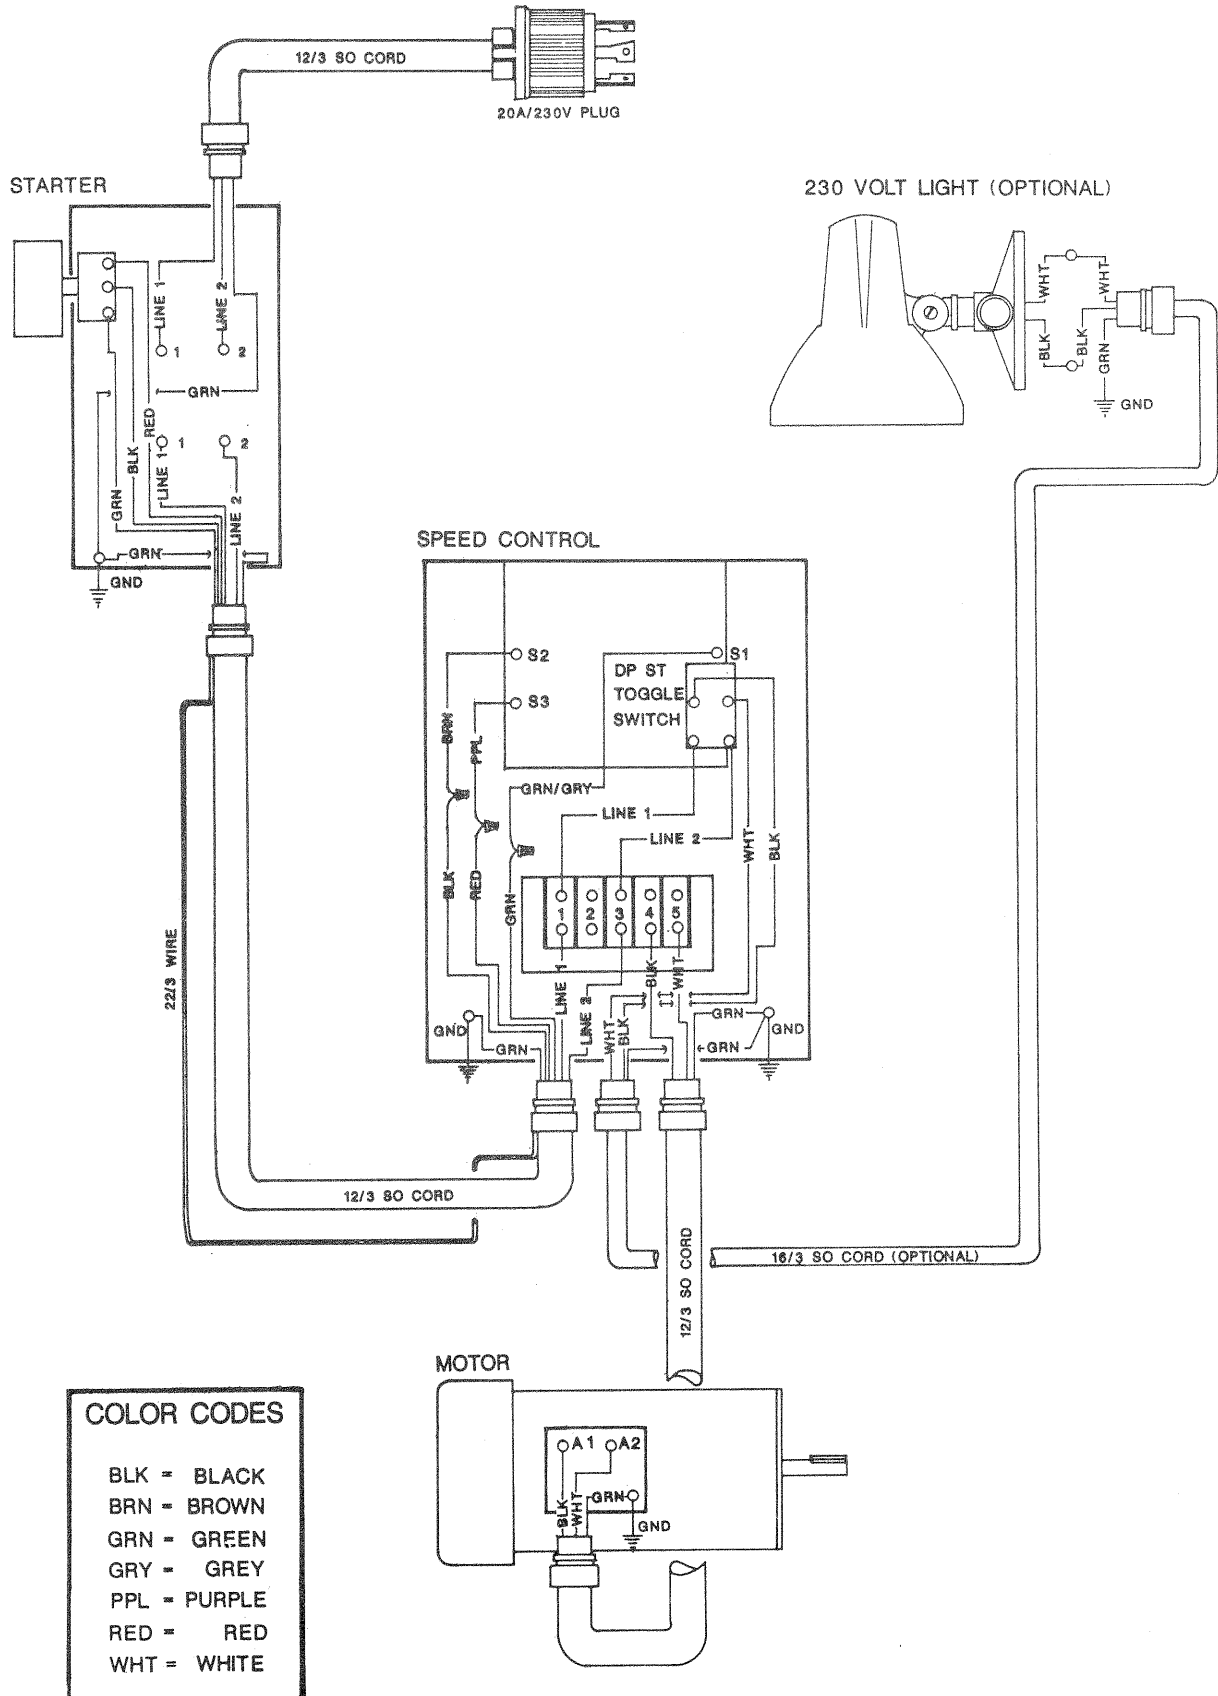 12/3 SO CORD
20A/230V PLUG
STARTER
230 VOLT LIGHT (OPTIONAL)
LINE 1
LINE 2
1
2
GRN
WHT
WHT
BLK
BLK
GRN
GND
RED
BLK
GRN
1
2
LINE 1
LINE 2
GRN
GND
SPEED CONTROL
S2
S1
DP ST
TOGGLE
SWITCH
S3
BRN
PPL
GRN/GRY
LINE 1
LINE 2
WHT
BLK
BLK
RED
GRN
1
2
3
4
5
22/3 WIRE
LINE 1
LINE 2
BLK
WHT
WHT
BLK
GND
GRN
GRN
GRN
GND
12/3 SO CORD
12/3 SO CORD
16/3 SO CORD (OPTIONAL)
MOTOR
A1
A2
BLK
WHT
GRN
GND
COLOR CODES
BLK = BLACK
BRN = BROWN
GRN = GREEN
GRY = GREY
PPL = PURPLE
RED = RED
WHT = WHITE